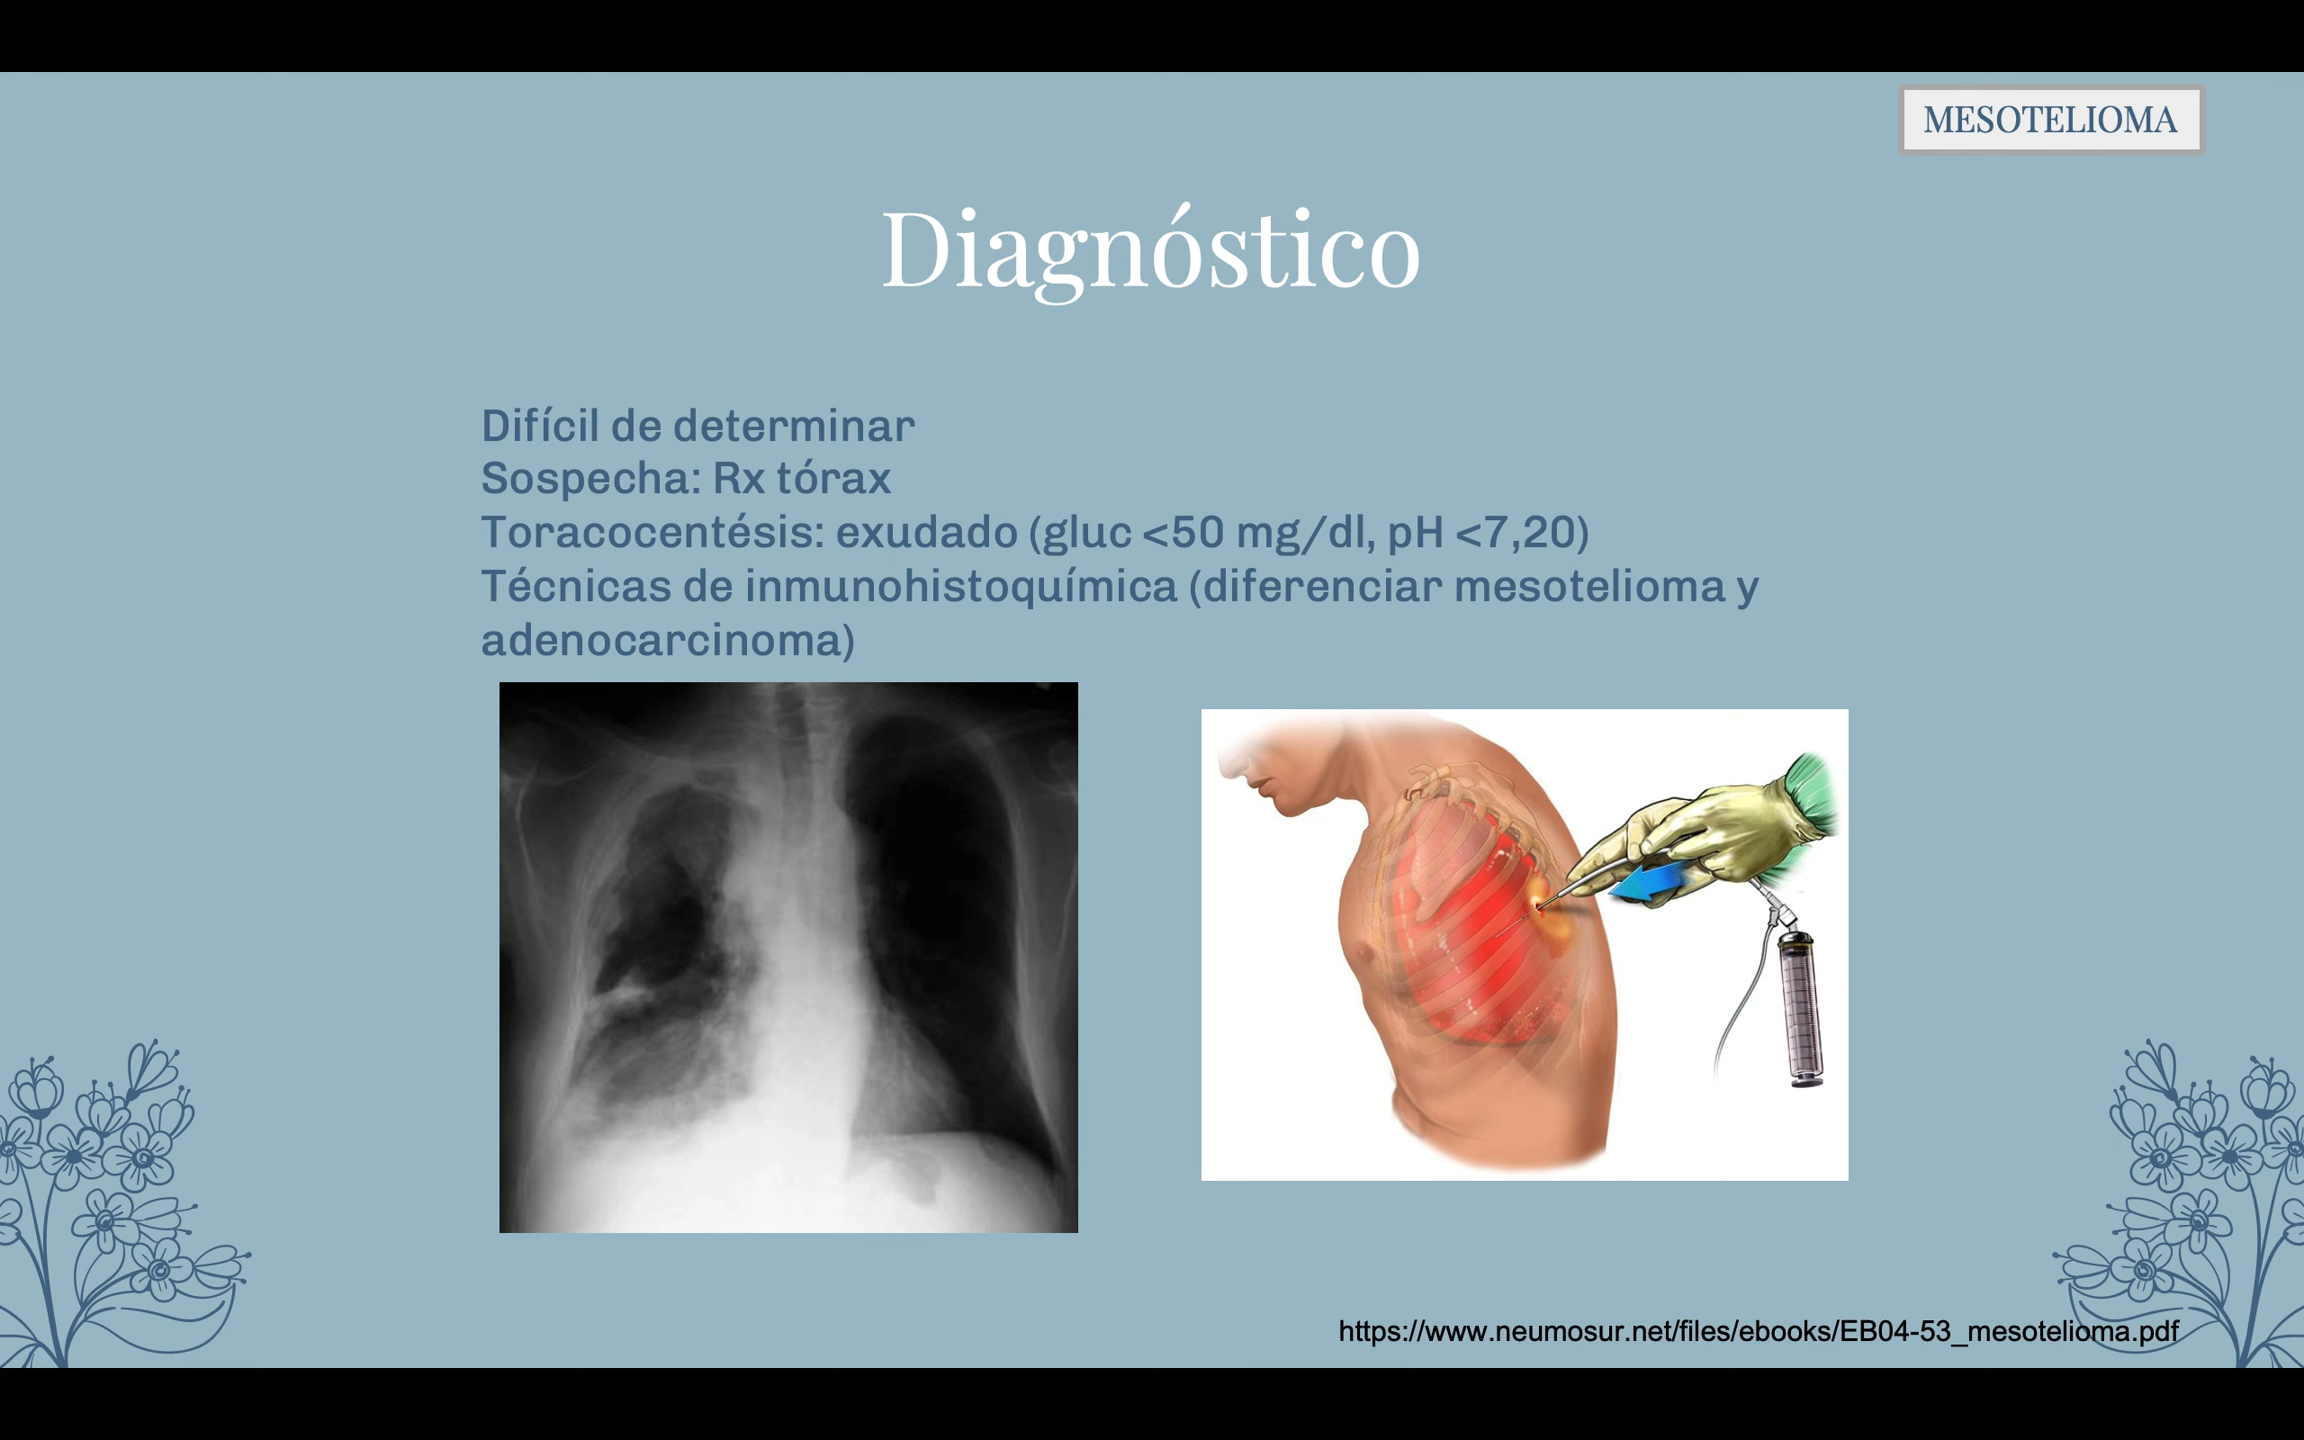 MESOTELIOMA
Diagnóstico
Difícil de determinar
Sospecha: Rx tórax
Toracocentésis: exudado (gluc <50 mg/dl, pH <7,20)
Técnicas de inmunohistoquímica (diferenciar mesotelioma y
adenocarcinoma)
https://www.neumosur.net/files/ebooks/EB04-53_mesotelioma.pdf